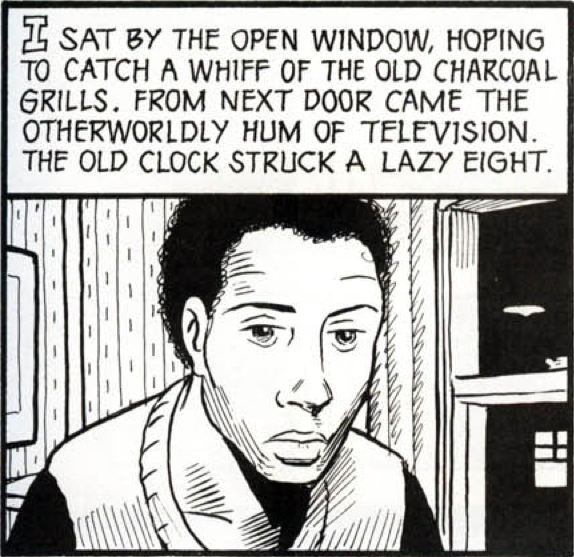 I SAT BY THE OPEN WINDOW, HOPING
TO CATCH A WHIFF OF THE OLD CHARCOAL
GRILLS. FROM NEXT DOOR CAME THE
OTHERWORLDLY HUM OF TELEVISION.
THE OLD CLOCK STRUCK A LAZY EIGHT.